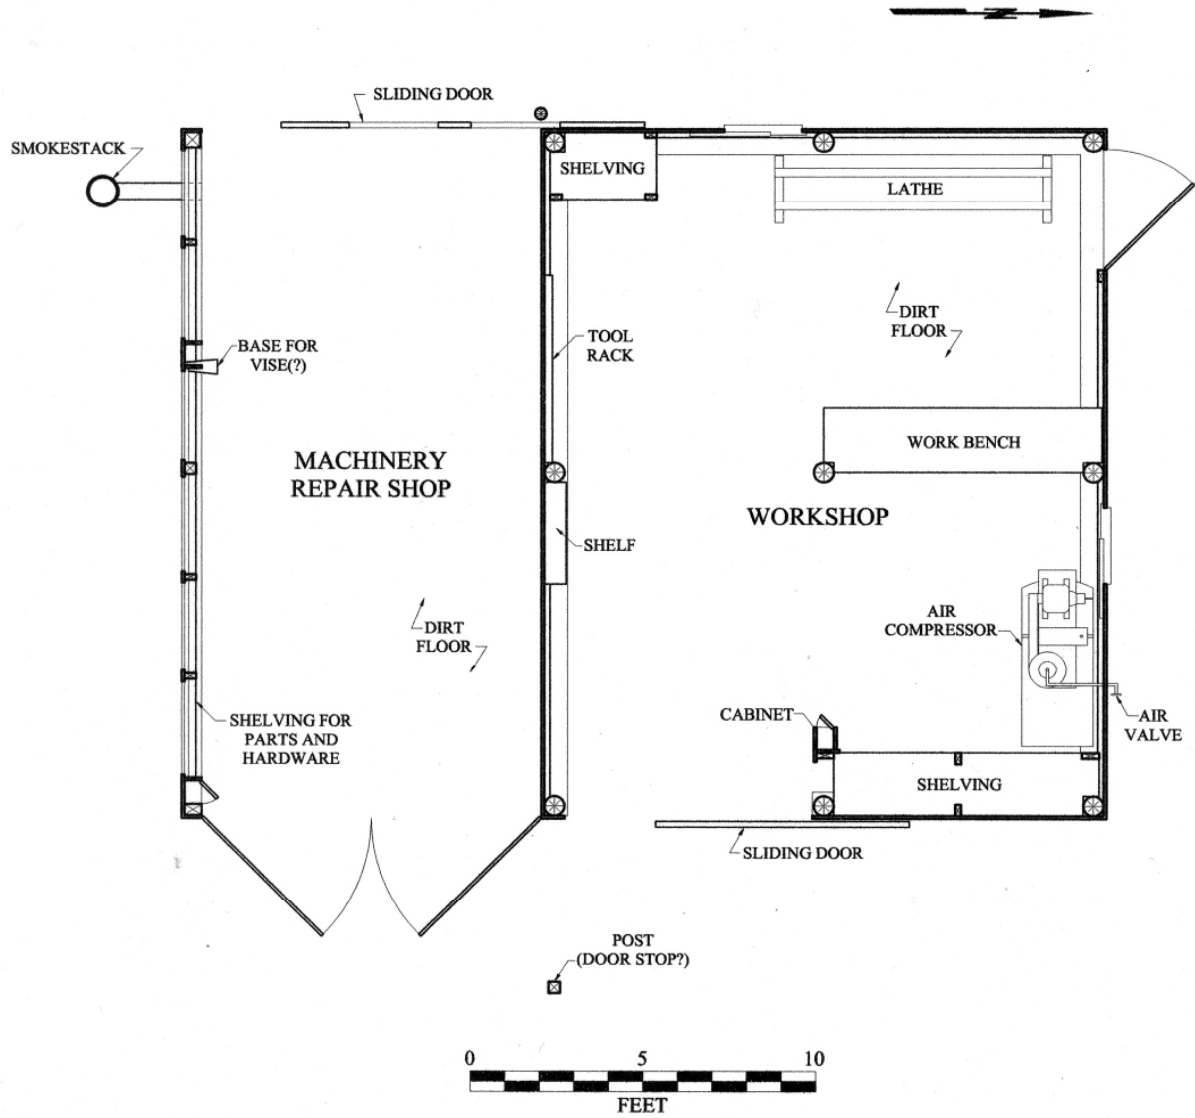 N
SLIDING DOOR
SMOKESTACK
SHELVING
LATHE
DIRT
FLOOR
BASE FOR
VISE(?)
TOOL
RACK
MACHINERY
REPAIR SHOP
WORK BENCH
WORKSHOP
SHELF
AIR
COMPRESSOR
DIRT
FLOOR
SHELVING FOR
PARTS AND
HARDWARE
CABINET
AIR
VALVE
SHELVING
SLIDING DOOR
POST
(DOOR STOP?)
0 5 10
FEET